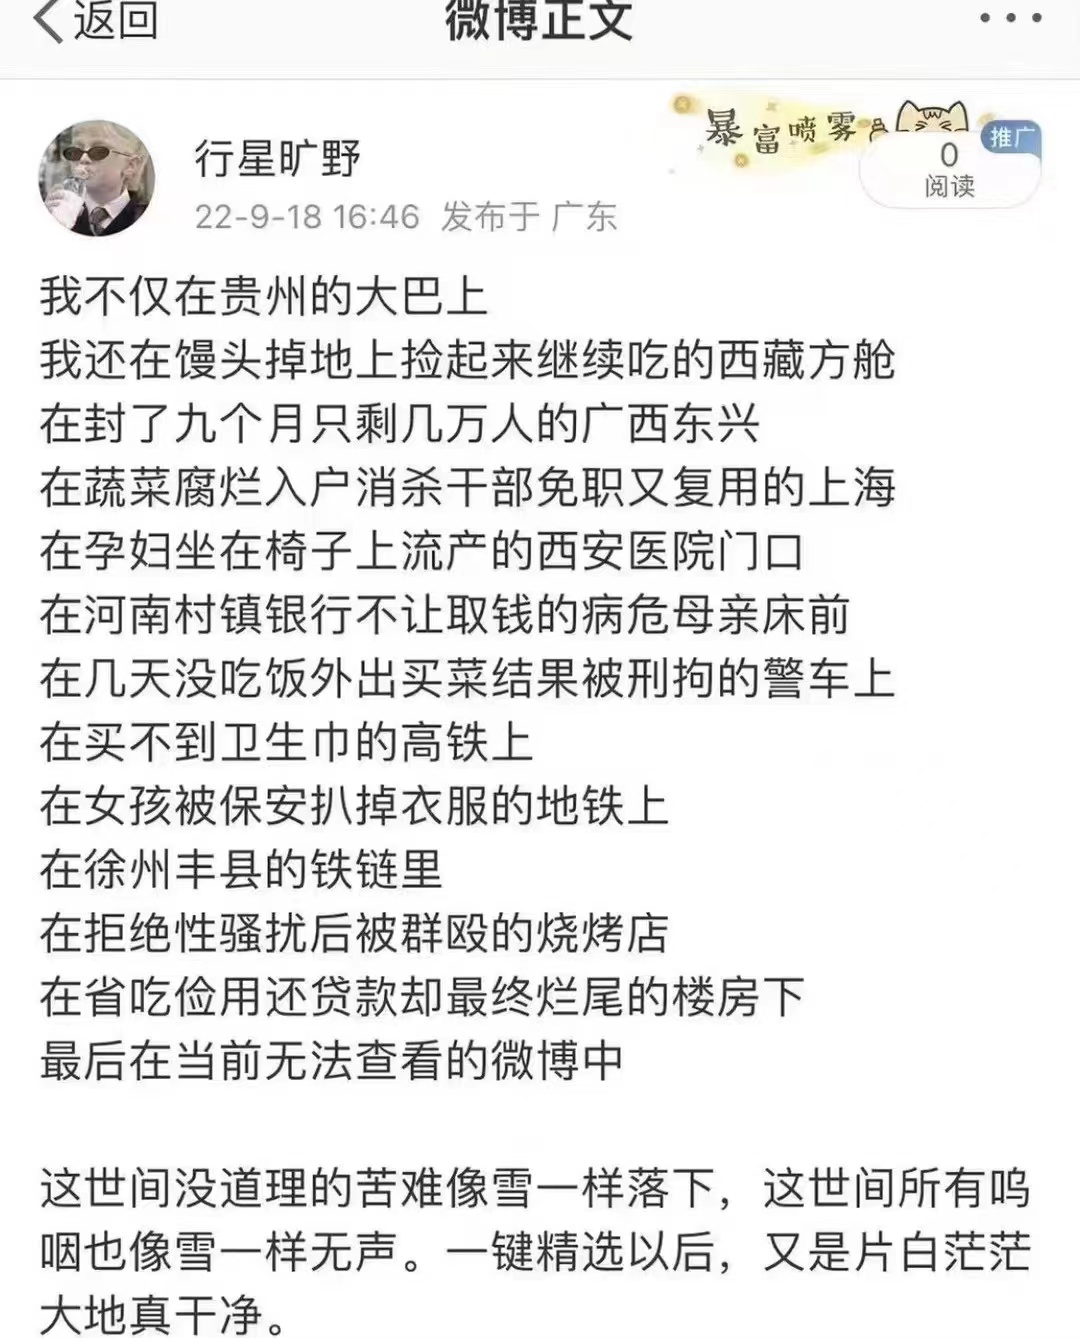 返回
微博正文
暴富喷雾
推广
0
阅读
行星旷野
22-9-18 16:46 发布于 广东
我不仅在贵州的大巴上
我还在馒头掉地上捡起来继续吃的西藏方舱
在封了九个月只剩几万人的广西东兴
在蔬菜腐烂入户消杀干部免职又复用的上海
在孕妇坐在椅子上流产的西安医院门口
在河南村镇银行不让取钱的病危母亲床前
在几天没吃饭外出买菜结果被刑拘的警车上
在买不到卫生巾的高铁上
在女孩被保安扒掉衣服的地铁上
在徐州丰县的铁链里
在拒绝性骚扰后被群殴的烧烤店
在省吃俭用还贷款却最终烂尾的楼房下
最后在当前无法查看的微博中
这世间没道理的苦难像雪一样落下，这世间所有呜
咽也像雪一样无声。一键精选以后，又是片白茫茫
大地真干净。